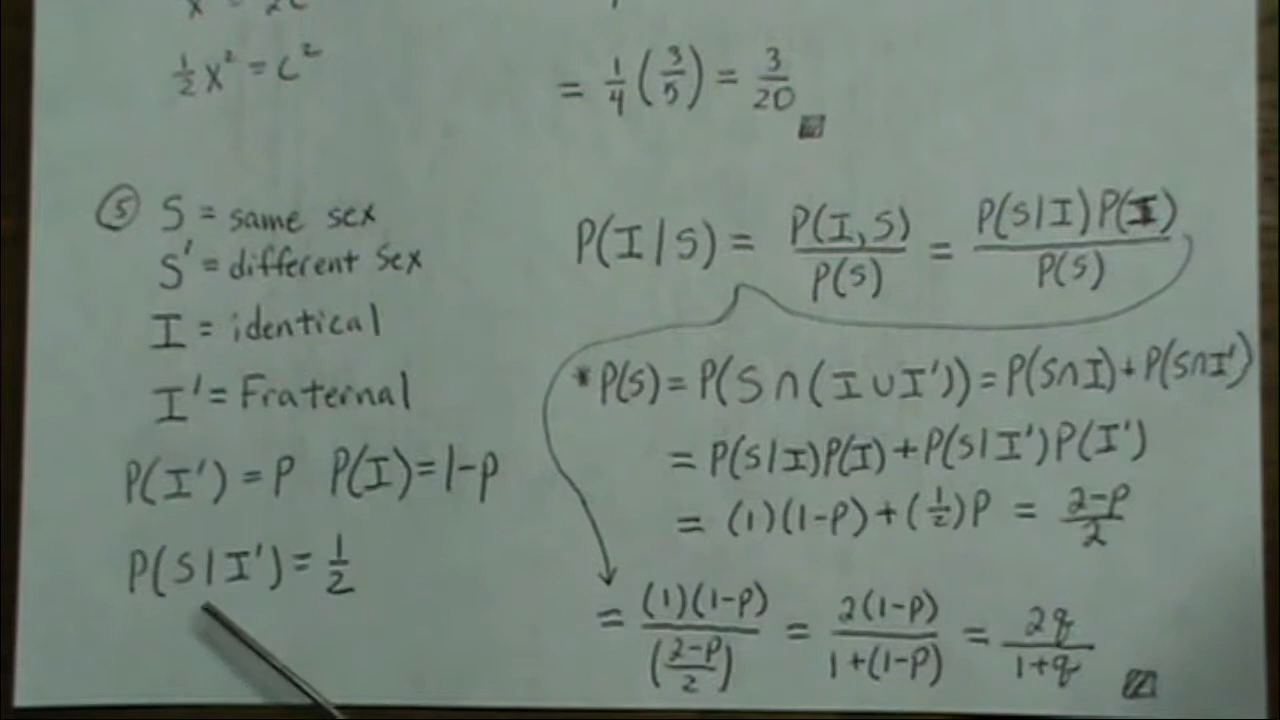 ½x² = c²
= 1/4 (3/5) = 3/20
⑤ S = same sex
S' = different sex
I = identical
I' = Fraternal
P(I') = p P(I) = 1-p
P(S|I') = 1/2
P(I|S) = P(I,S)/P(S) = P(S|I)P(I)/P(S)
* P(S) = P(S∩(I∪I')) = P(S∩I) + P(S∩I')
= P(S|I)P(I) + P(S|I')P(I')
= (1)(1-p) + (1/2)p = (2-p)/2
= (1)(1-p)/((2-p)/2) = 2(1-p)/(1+(1-p)) = 2q/(1+q)